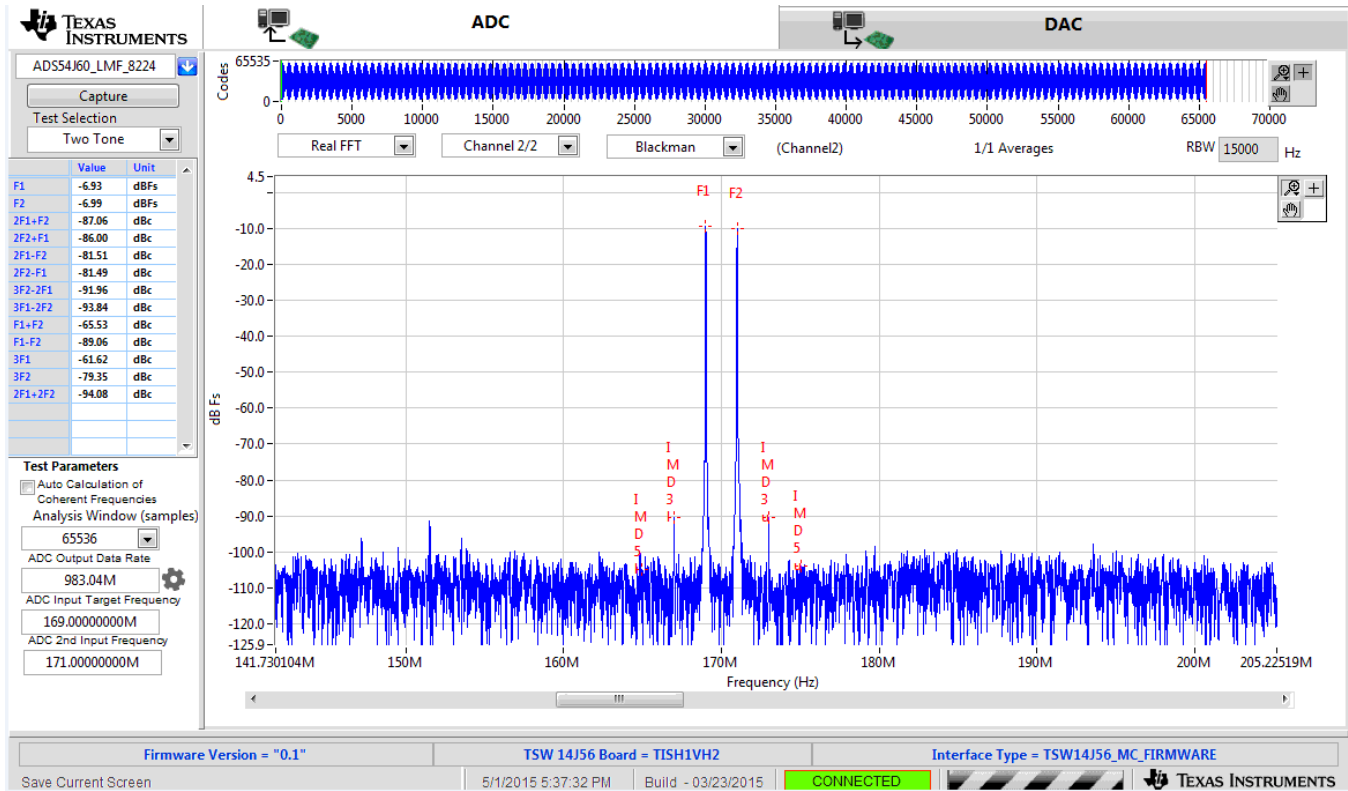 TEXAS INSTRUMENTS
ADC
DAC
ADS54J60_LMF_8224
Capture
Test Selection
Two Tone
Value Unit
F1 -6.93 dBFs
F2 -6.99 dBFs
2F1+F2 -87.06 dBc
2F2+F1 -86.00 dBc
2F1-F2 -81.51 dBc
2F2-F1 -81.49 dBc
3F2-2F1 -91.96 dBc
3F1-2F2 -93.84 dBc
F1+F2 -65.53 dBc
F1-F2 -89.06 dBc
3F1 -61.62 dBc
3F2 -79.35 dBc
2F1+2F2 -94.08 dBc
Test Parameters
Auto Calculation of
Coherent Frequencies
Analysis Window (samples)
65536
ADC Output Data Rate
983.04M
ADC Input Target Frequency
169.00000000M
ADC 2nd Input Frequency
171.00000000M
Codes
65535
0
0 5000 10000 15000 20000 25000 30000 35000 40000 45000 50000 55000 60000 65000 70000
Real FFT Channel 2/2 Blackman (Channel2) 1/1 Averages RBW 15000 Hz
dB Fs
4.5
-10.0
-20.0
-30.0
-40.0
-50.0
-60.0
-70.0
-80.0
-90.0
-100.0
-110.0
-120.0
-125.9
F1 F2
IMD3
IMD3
IMD5
IMD5
141.730104M 150M 160M 170M 180M 190M 200M 205.22519M
Frequency (Hz)
Firmware Version = "0.1" TSW 14J56 Board = TISH1VH2 Interface Type = TSW14J56_MC_FIRMWARE
Save Current Screen 5/1/2015 5:37:32 PM Build - 03/23/2015 CONNECTED TEXAS INSTRUMENTS